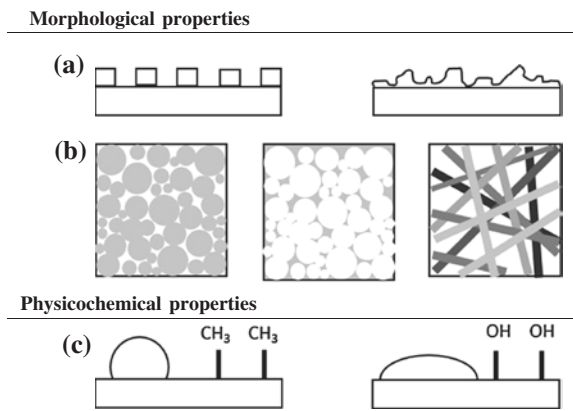 Morphological properties
(a)
(b)
Physicochemical properties
(c) CH₃ CH₃ OH OH